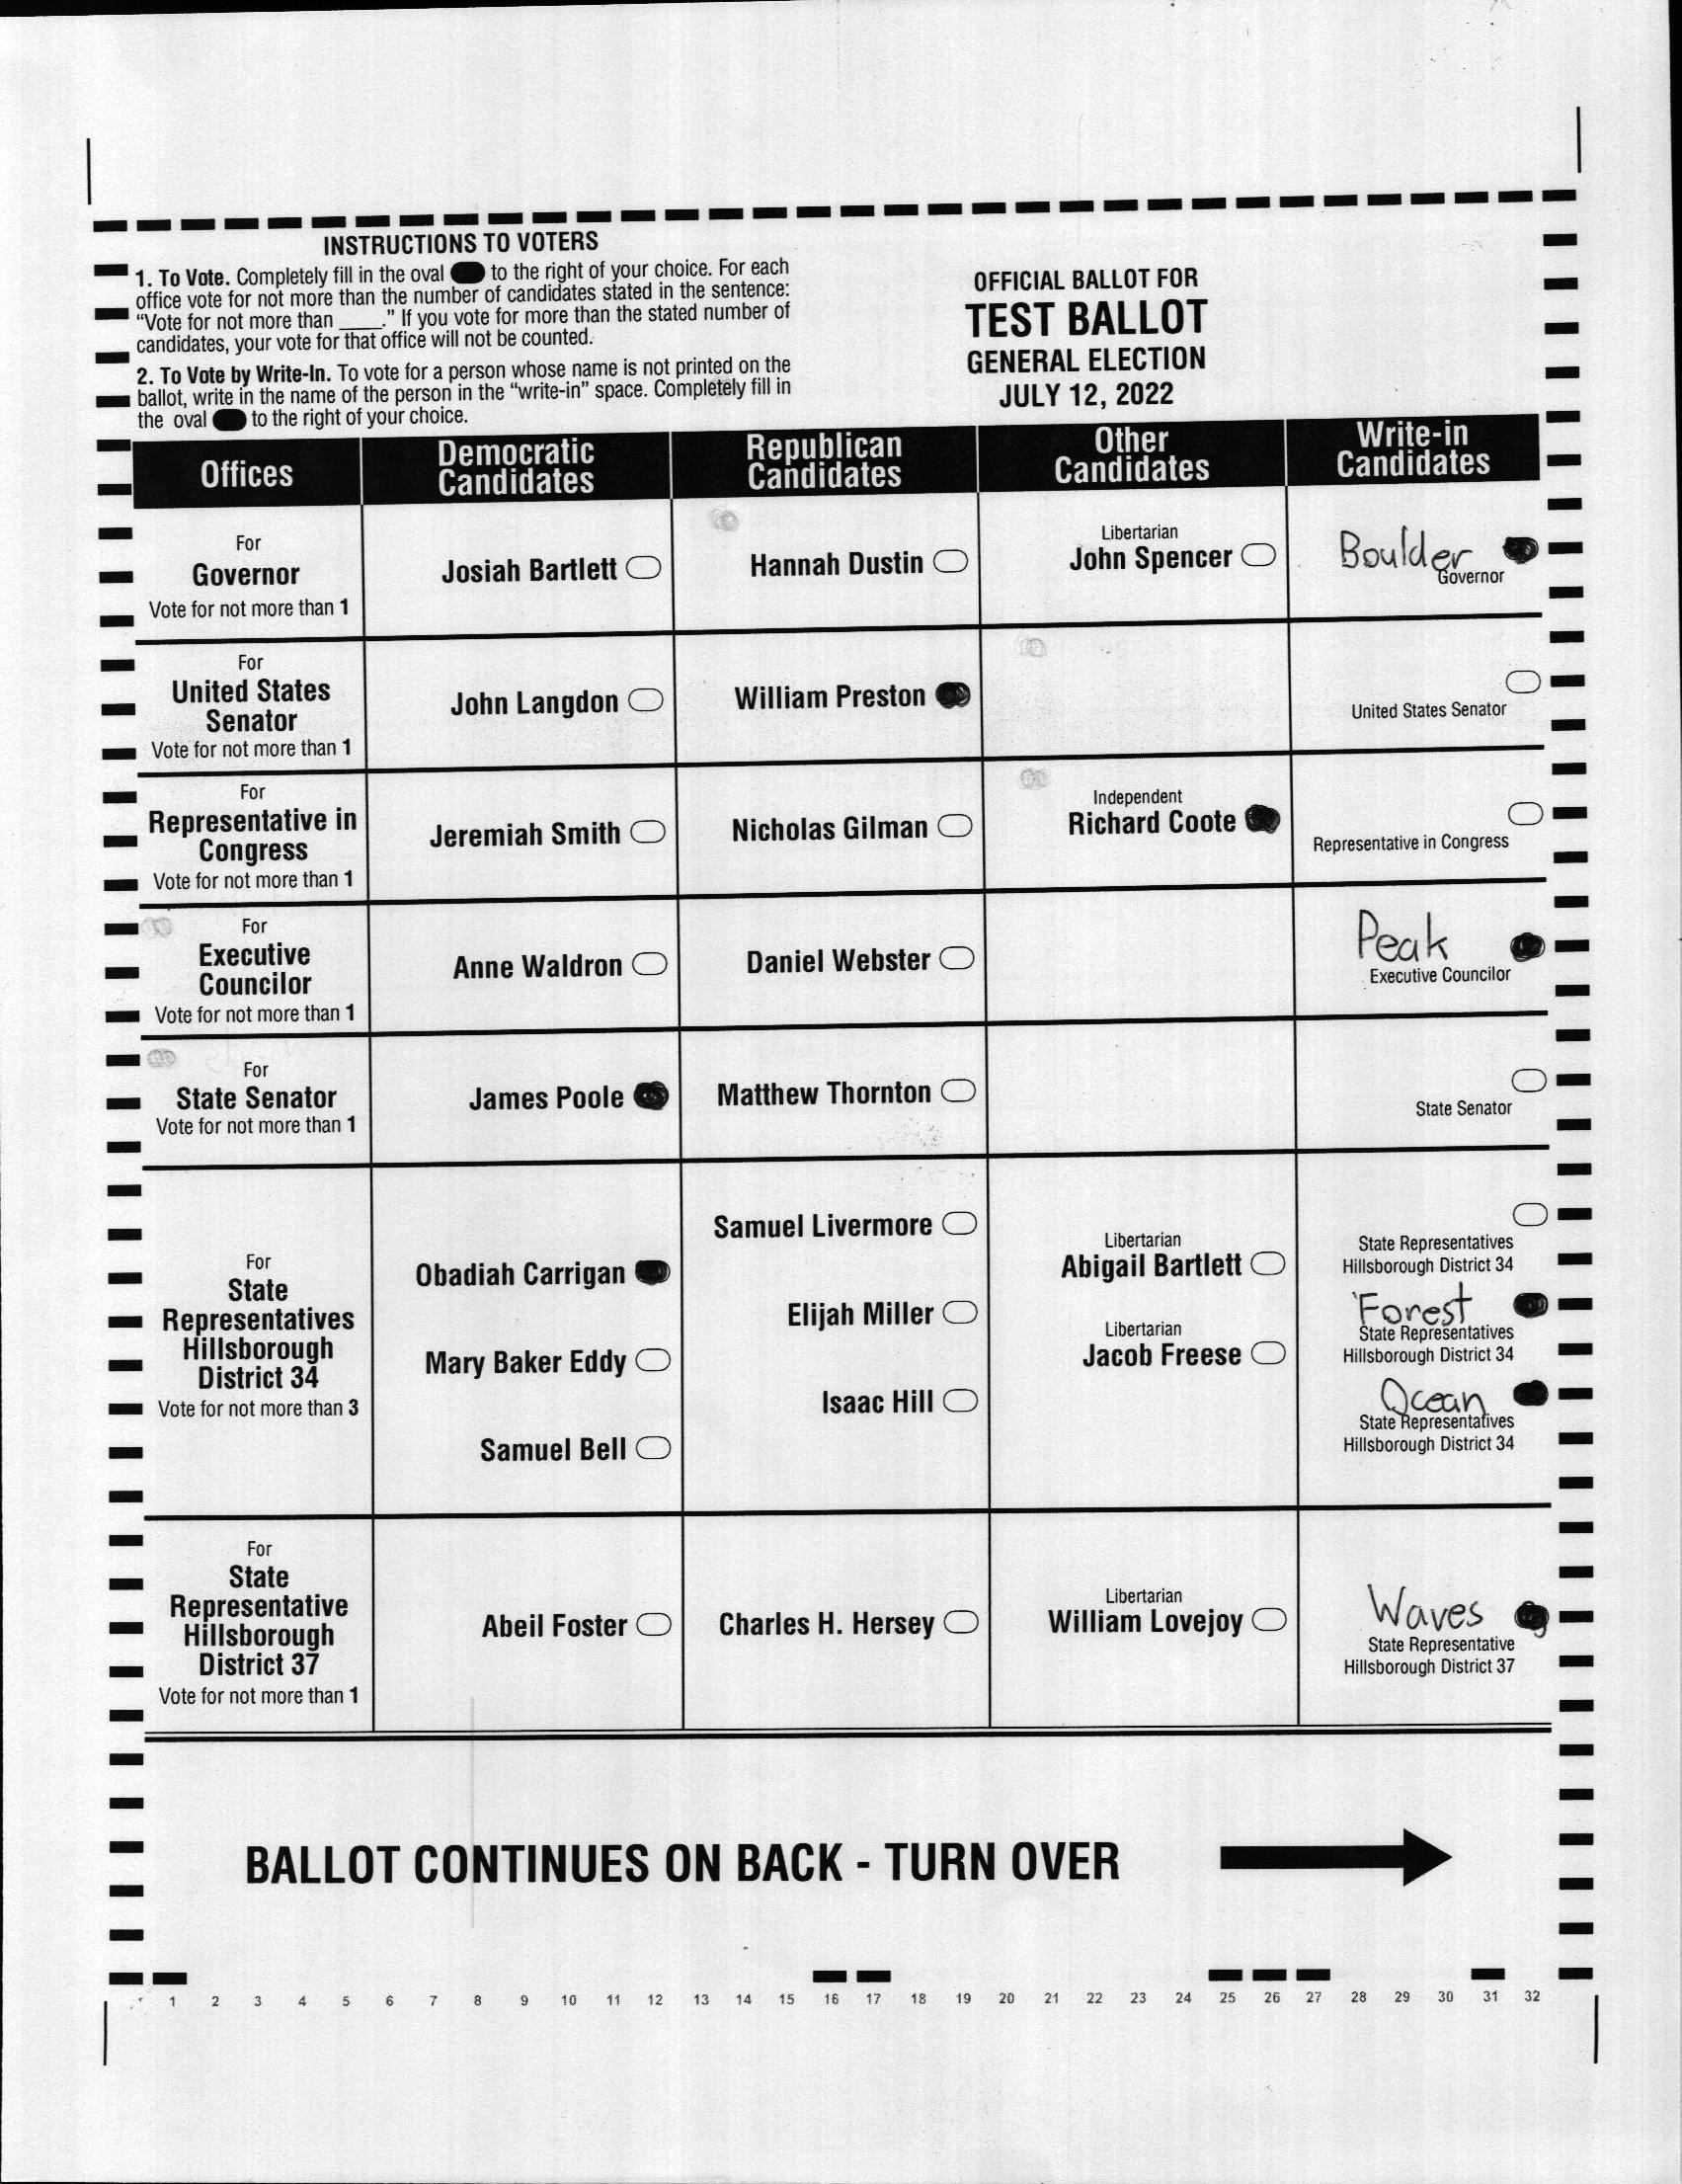 INSTRUCTIONS TO VOTERS
1. To Vote. Completely fill in the oval to the right of your choice. For each
office vote for not more than the number of candidates stated in the sentence:
“Vote for not more than ____.” If you vote for more than the stated number of
candidates, your vote for that office will not be counted.
2. To Vote by Write-In. To vote for a person whose name is not printed on the
ballot, write in the name of the person in the “write-in” space. Completely fill in
the oval to the right of your choice.
OFFICIAL BALLOT FOR
TEST BALLOT
GENERAL ELECTION
JULY 12, 2022
Offices
Democratic
Candidates
Republican
Candidates
Other
Candidates
Write-in
Candidates
For
Governor
Vote for not more than 1
Josiah Bartlett
Hannah Dustin
Libertarian
John Spencer
Boulder
Governor
For
United States
Senator
Vote for not more than 1
John Langdon
William Preston
United States Senator
For
Representative in
Congress
Vote for not more than 1
Jeremiah Smith
Nicholas Gilman
Independent
Richard Coote
Representative in Congress
For
Executive
Councilor
Vote for not more than 1
Anne Waldron
Daniel Webster
Peak
Executive Councilor
For
State Senator
Vote for not more than 1
James Poole
Matthew Thornton
State Senator
For
State
Representatives
Hillsborough
District 34
Vote for not more than 3
Obadiah Carrigan
Mary Baker Eddy
Samuel Bell
Samuel Livermore
Elijah Miller
Isaac Hill
Libertarian
Abigail Bartlett
Libertarian
Jacob Freese
State Representatives
Hillsborough District 34
Forest
State Representatives
Hillsborough District 34
Ocean
State Representatives
Hillsborough District 34
For
State
Representative
Hillsborough
District 37
Vote for not more than 1
Abeil Foster
Charles H. Hersey
Libertarian
William Lovejoy
Waves
State Representative
Hillsborough District 37
BALLOT CONTINUES ON BACK - TURN OVER
1 2 3 4 5 6 7 8 9 10 11 12 13 14 15 16 17 18 19 20 21 22 23 24 25 26 27 28 29 30 31 32